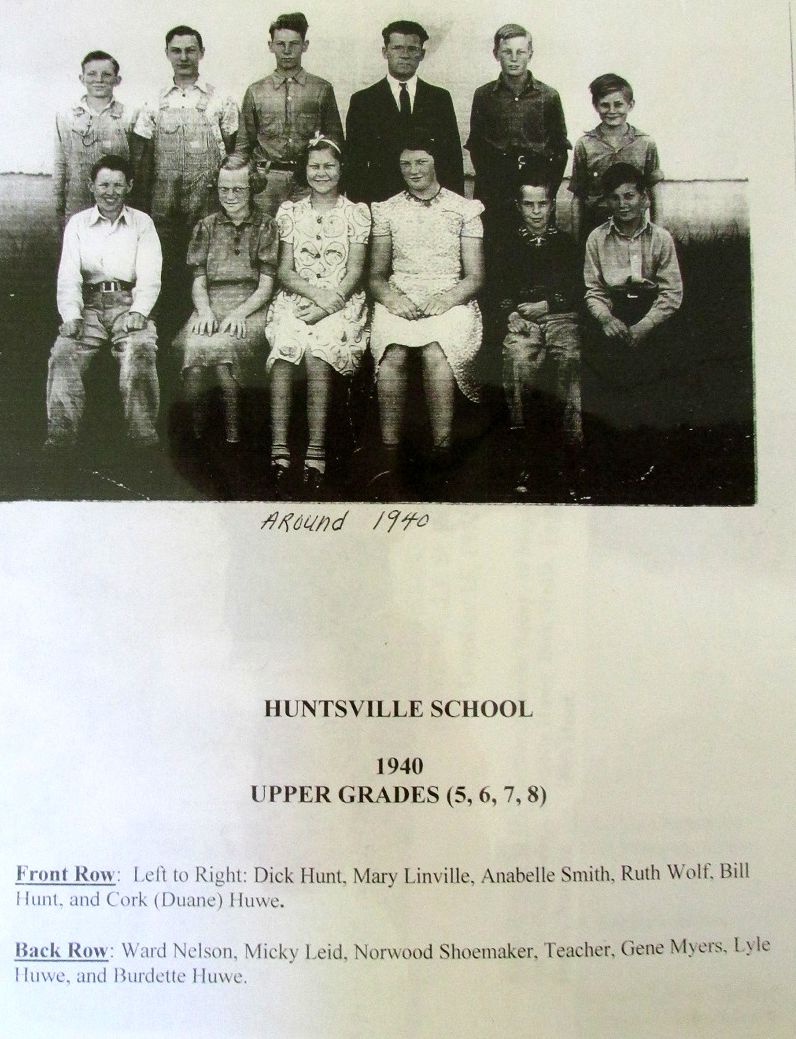 ARound 1940
HUNTSVILLE SCHOOL
1940
UPPER GRADES (5, 6, 7, 8)
Front Row: Left to Right: Dick Hunt, Mary Linville, Anabelle Smith, Ruth Wolf, Bill
Hunt, and Cork (Duane) Huwe.
Back Row: Ward Nelson, Micky Leid, Norwood Shoemaker, Teacher, Gene Myers, Lyle
Huwe, and Burdette Huwe.